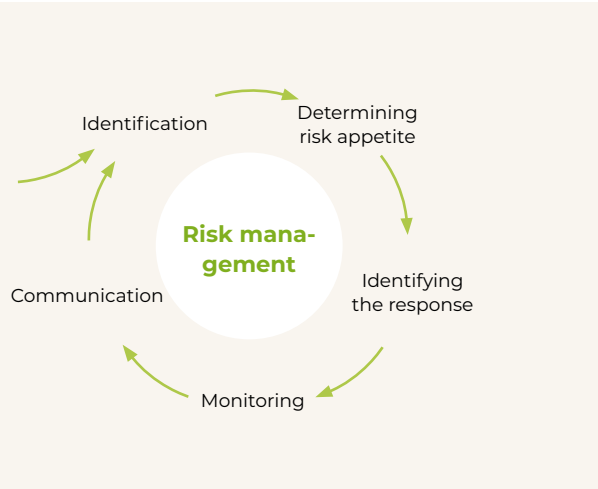 Identification
Determining
risk appetite
Risk mana-
gement
Identifying
the response
Communication
Monitoring